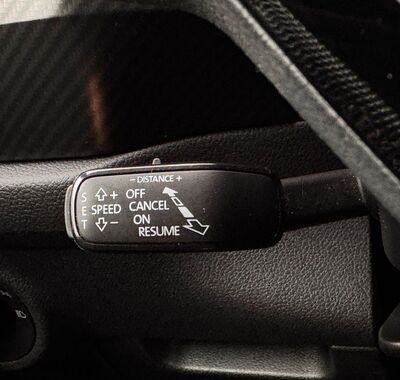 − DISTANCE +
S E T
+ SPEED −
OFF
CANCEL
ON
RESUME